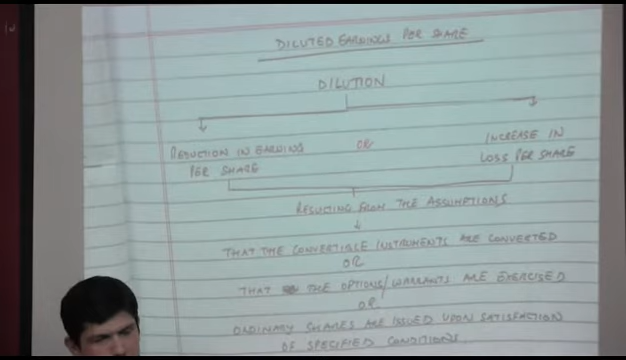 DILUTED EARNINGS PER SHARE
DILUTION
REDUCTION IN EARNING OR INCREASE IN
PER SHARE LOSS PER SHARE
RESULTING FROM THE ASSUMPTIONS
THAT THE CONVERTIBLE INSTRUMENTS ARE CONVERTED
OR
THAT THE OPTIONS/WARRANTS ARE EXERCISED
OR
ORDINARY SHARES ARE ISSUED UPON SATISFACTION
OF SPECIFIED CONDITIONS.